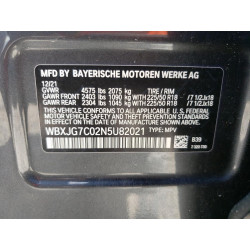 MFD BY BAYERISCHE MOTOREN WERKE AG
12/21
GVWR 4575 lbs 2075 kg TIRE / RIM
GAWR FRONT 2403 lbs 1090 kg WITH 225/50 R18 / 7 1/2Jx18
GAWR REAR 2304 lbs 1045 kg WITH 225/50 R18 / 7 1/2Jx18
THIS VEHICLE CONFORMS TO ALL APPLICABLE U.S.
FEDERAL MOTOR VEHICLE SAFETY, BUMPER, AND THEFT
PREVENTION STANDARDS IN EFFECT ON THE DATE OF
MANUFACTURE SHOWN ABOVE.
WBXJG7C02N5U82021 TYPE: MPV
B39